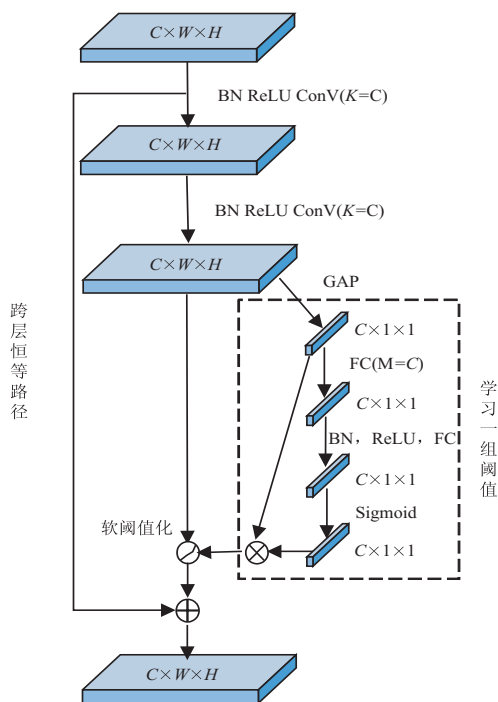 C×W×H
BN ReLU ConV(K=C)
C×W×H
BN ReLU ConV(K=C)
C×W×H
GAP
C×1×1
FC(M=C)
C×1×1
BN，ReLU，FC
C×1×1
Sigmoid
C×1×1
跨层恒等路径
学习一组阈值
软阈值化
C×W×H